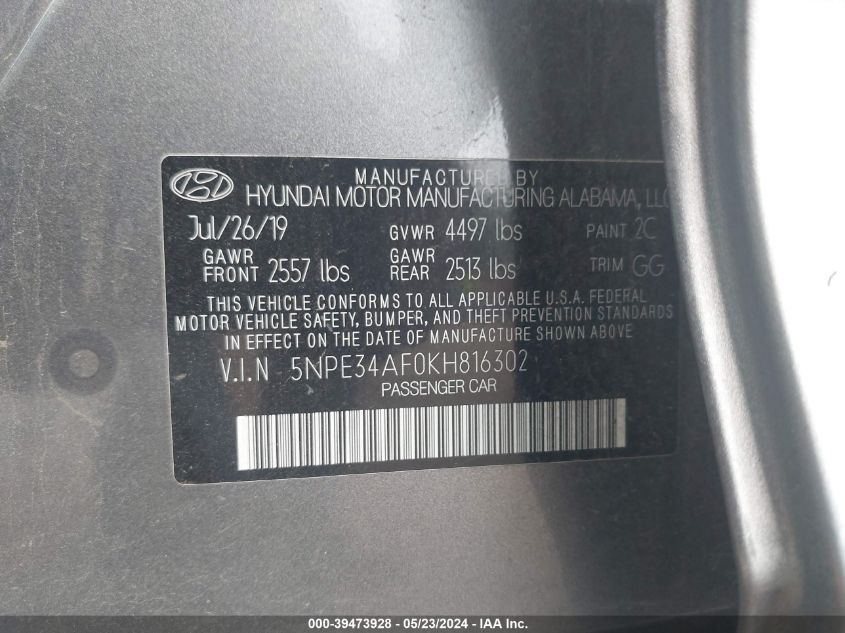 MANUFACTURED BY
HYUNDAI MOTOR MANUFACTURING ALABAMA, LLC
Jul/26/19 GVWR 4497 lbs PAINT 2C
GAWR FRONT 2557 lbs GAWR REAR 2513 lbs TRIM GG
THIS VEHICLE CONFORMS TO ALL APPLICABLE U.S.A. FEDERAL
MOTOR VEHICLE SAFETY, BUMPER, AND THEFT PREVENTION STANDARDS
IN EFFECT ON THE DATE OF MANUFACTURE SHOWN ABOVE
V.I.N 5NPE34AF0KH816302
PASSENGER CAR
000-39473928 - 05/23/2024 - IAA Inc.